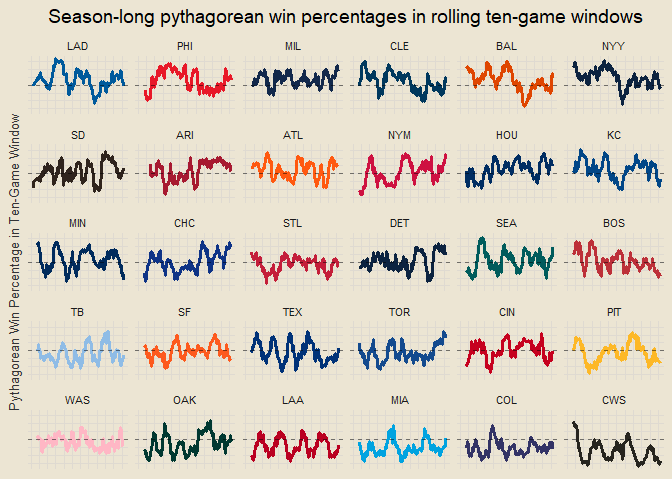 Season-long pythagorean win percentages in rolling ten-game windows
Pythagorean Win Percentage in Ten-Game Window
LAD PHI MIL CLE BAL NYY
SD ARI ATL NYM HOU KC
MIN CHC STL DET SEA BOS
TB SF TEX TOR CIN PIT
WAS OAK LAA MIA COL CWS